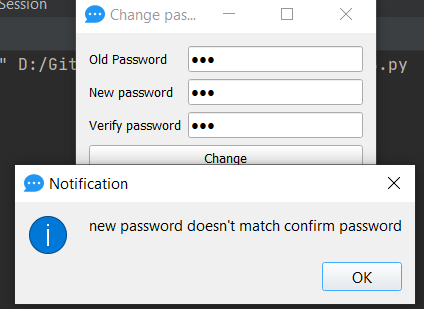 Session
Change pas...
" D:/Git
.py
Old Password
New password
Verify password
Change
Notification
new password doesn't match confirm password
OK